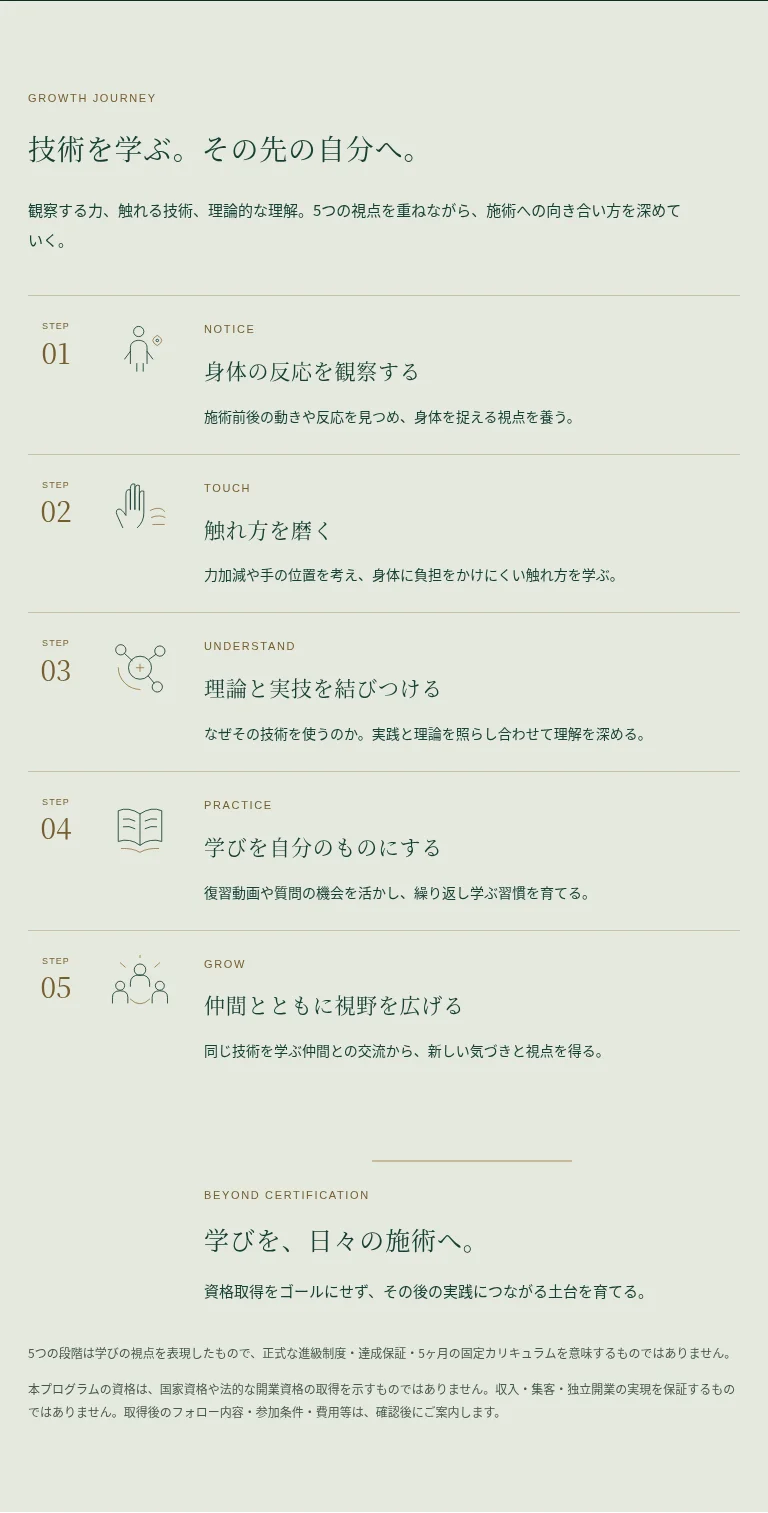 GROWTH JOURNEY
技術を学ぶ。その先の自分へ。
観察する力、触れる技術、理論的な理解。5つの視点を重ねながら、施術への向き合い方を深めて
いく。
STEP
01
NOTICE
身体の反応を観察する
施術前後の動きや反応を見つめ、身体を捉える視点を養う。
STEP
02
TOUCH
触れ方を磨く
力加減や手の位置を考え、身体に負担をかけにくい触れ方を学ぶ。
STEP
03
UNDERSTAND
理論と実技を結びつける
なぜその技術を使うのか。実践と理論を照らし合わせて理解を深める。
STEP
04
PRACTICE
学びを自分のものにする
復習動画や質問の機会を活かし、繰り返し学ぶ習慣を育てる。
STEP
05
GROW
仲間とともに視野を広げる
同じ技術を学ぶ仲間との交流から、新しい気づきと視点を得る。
BEYOND CERTIFICATION
学びを、日々の施術へ。
資格取得をゴールにせず、その後の実践につながる土台を育てる。
5つの段階は学びの視点を表現したもので、正式な進級制度・達成保証・5ヶ月の固定カリキュラムを意味するものではありません。
本プログラムの資格は、国家資格や法的な開業資格の取得を示すものではありません。収入・集客・独立開業の実現を保証するもの
ではありません。取得後のフォロー内容・参加条件・費用等は、確認後にご案内します。